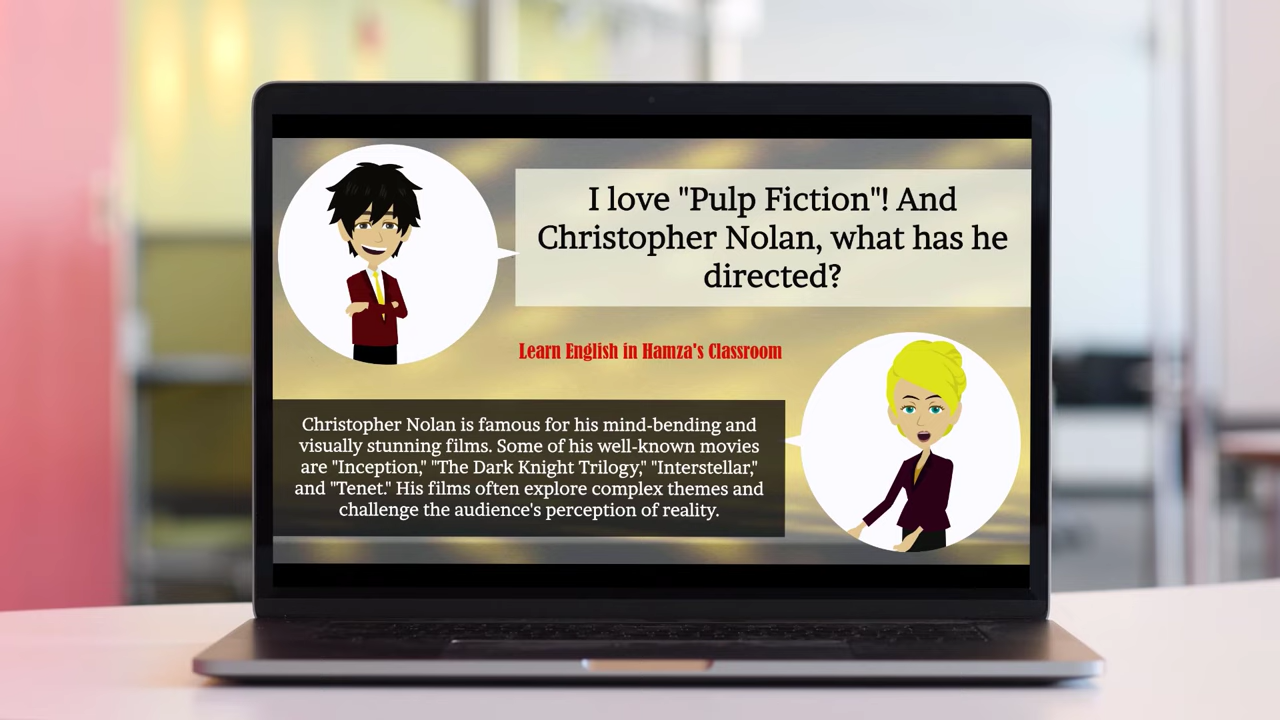 I love "Pulp Fiction"! And
Christopher Nolan, what has he
directed?
Learn English in Hamza's Classroom
Christopher Nolan is famous for his mind-bending and
visually stunning films. Some of his well-known movies
are "Inception," "The Dark Knight Trilogy," "Interstellar,"
and "Tenet." His films often explore complex themes and
challenge the audience's perception of reality.